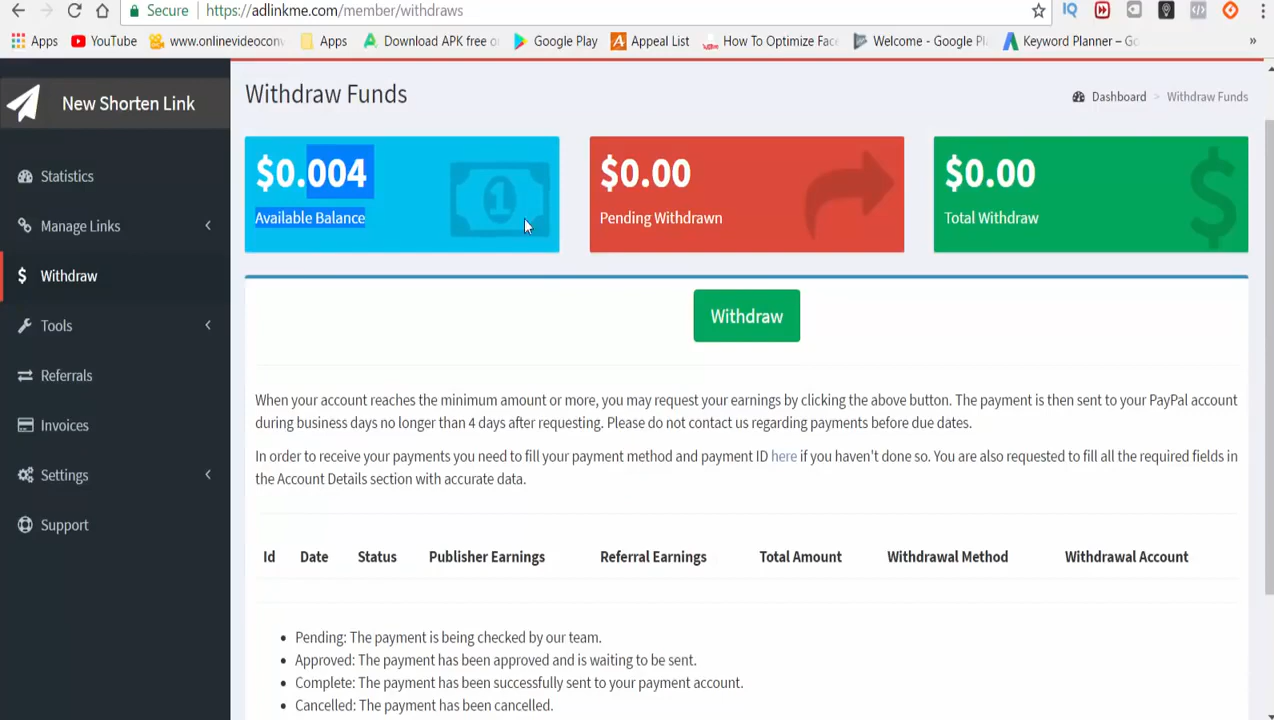 Secure https://adlinkme.com/member/withdraws
Apps YouTube www.onlinevideoconv Apps Download APK free o Google Play Appeal List How To Optimize Face Welcome - Google Pl Keyword Planner – Go »
New Shorten Link
Withdraw Funds
Dashboard > Withdraw Funds
$0.004
Available Balance
$0.00
Pending Withdrawn
$0.00
Total Withdraw
Statistics
Manage Links
Withdraw
Tools
Referrals
Invoices
Settings
Support
Withdraw
When your account reaches the minimum amount or more, you may request your earnings by clicking the above button. The payment is then sent to your PayPal account
during business days no longer than 4 days after requesting. Please do not contact us regarding payments before due dates.
In order to receive your payments you need to fill your payment method and payment ID here if you haven't done so. You are also requested to fill all the required fields in
the Account Details section with accurate data.
Id Date Status Publisher Earnings Referral Earnings Total Amount Withdrawal Method Withdrawal Account
• Pending: The payment is being checked by our team.
• Approved: The payment has been approved and is waiting to be sent.
• Complete: The payment has been successfully sent to your payment account.
• Cancelled: The payment has been cancelled.